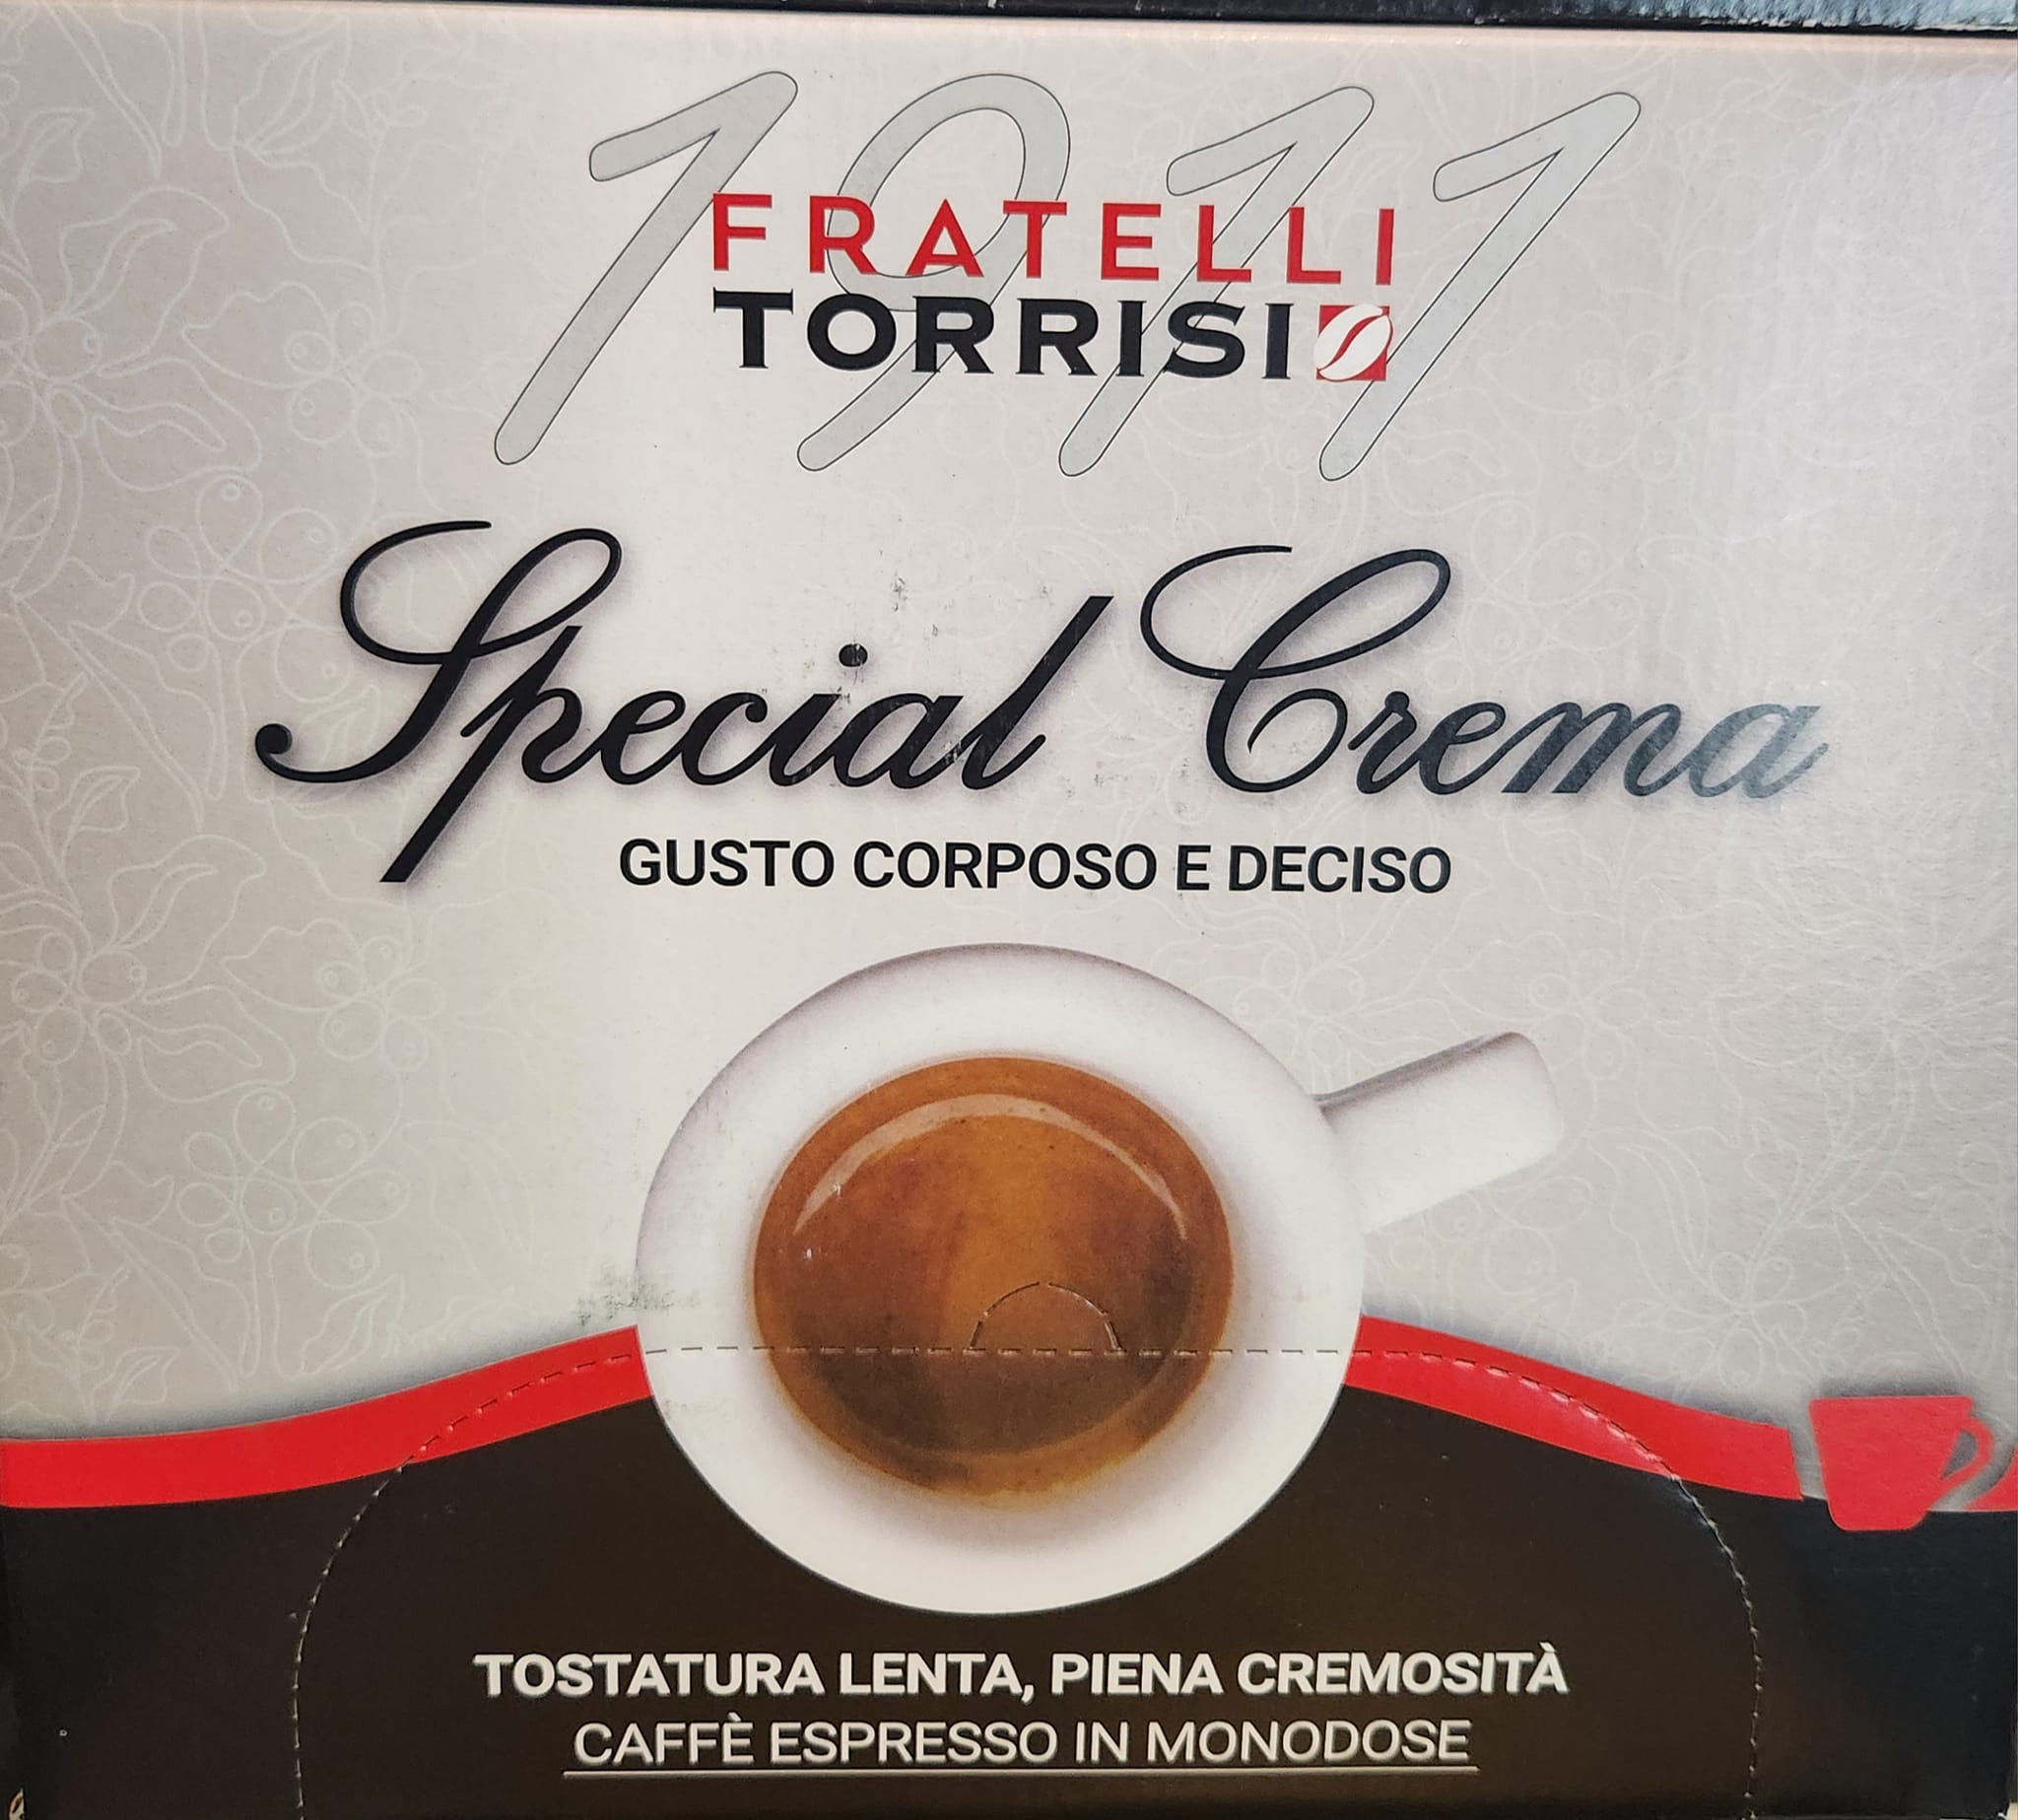 1911
FRATELLI
TORRISI
Special Crema
GUSTO CORPOSO E DECISO
TOSTATURA LENTA, PIENA CREMOSITÀ
CAFFÈ ESPRESSO IN MONODOSE